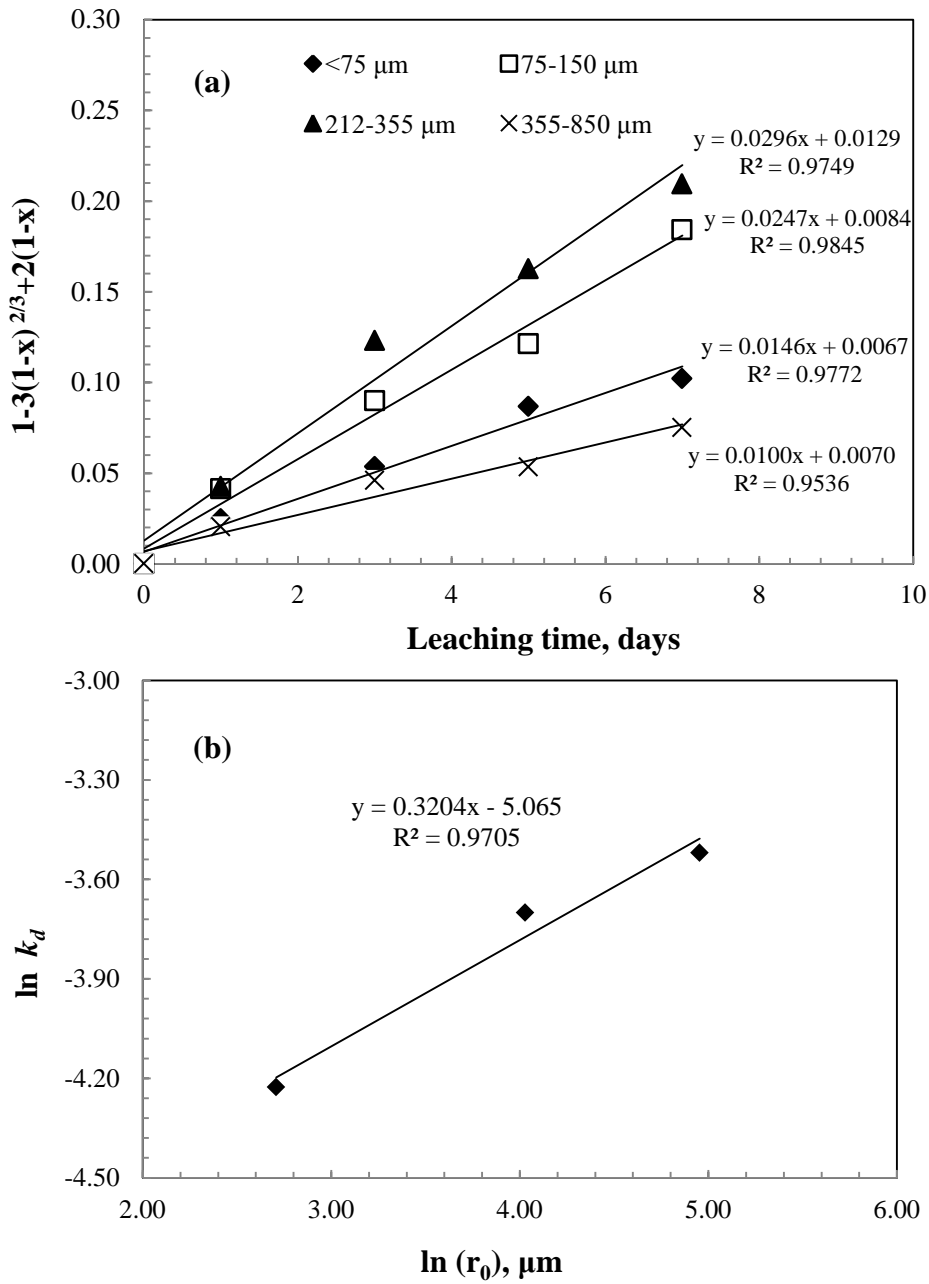 0.30
0.25
0.20
0.15
0.10
0.05
0.00
1-3(1-x)^2/3+2(1-x)
(a)
<75 μm
75-150 μm
212-355 μm
355-850 μm
y = 0.0296x + 0.0129
R² = 0.9749
y = 0.0247x + 0.0084
R² = 0.9845
y = 0.0146x + 0.0067
R² = 0.9772
y = 0.0100x + 0.0070
R² = 0.9536
0 2 4 6 8 10
Leaching time, days
-3.00
-3.30
-3.60
-3.90
-4.20
-4.50
ln k_d
(b)
y = 0.3204x - 5.065
R² = 0.9705
2.00 3.00 4.00 5.00 6.00
ln (r₀), μm